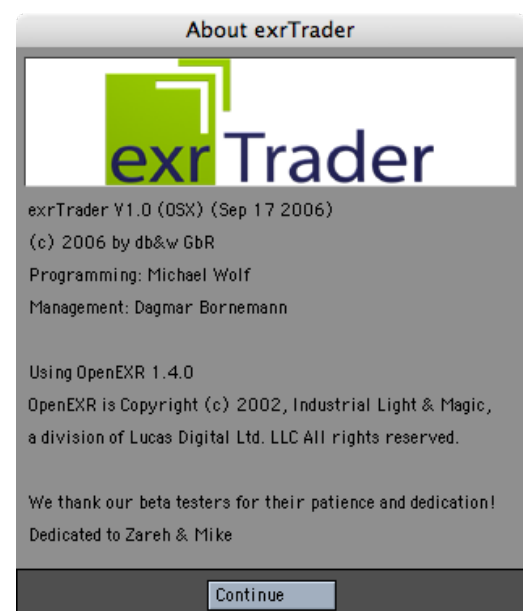 About exrTrader
exr Trader
exrTrader V1.0 (OSX) (Sep 17 2006)
(c) 2006 by db&w GbR
Programming: Michael Wolf
Management: Dagmar Bornemann
Using OpenEXR 1.4.0
OpenEXR is Copyright (c) 2002, Industrial Light & Magic,
a division of Lucas Digital Ltd. LLC All rights reserved.
We thank our beta testers for their patience and dedication!
Dedicated to Zareh & Mike
Continue